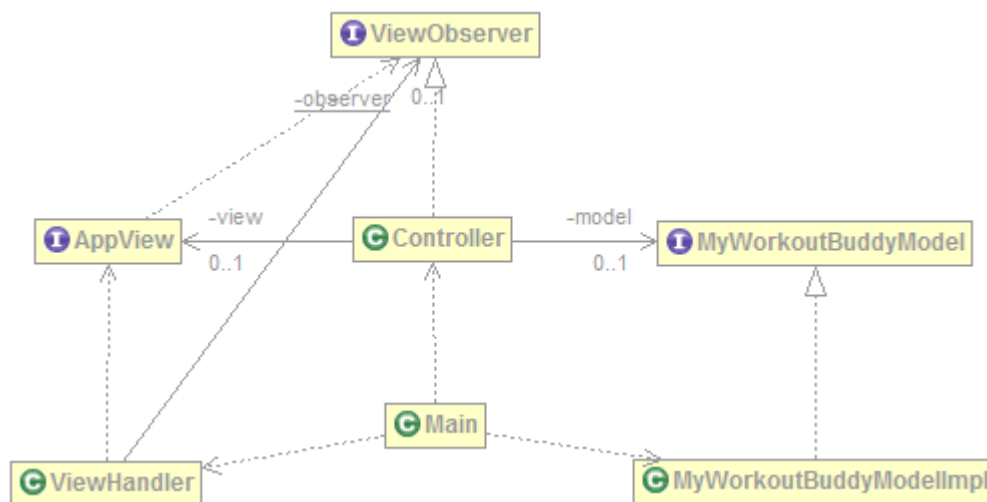 I ViewObserver
-observer 0..1
-view
-model
I AppView
C Controller
I MyWorkoutBuddyModel
0..1
0..1
C Main
C ViewHandler
C MyWorkoutBuddyModelImpl